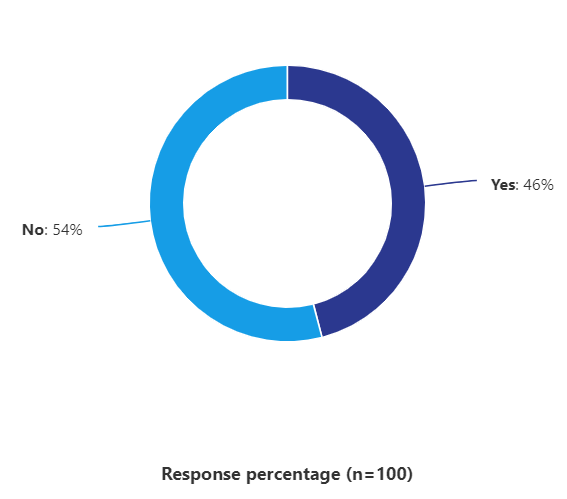 Yes: 46%
No: 54%
Response percentage (n=100)